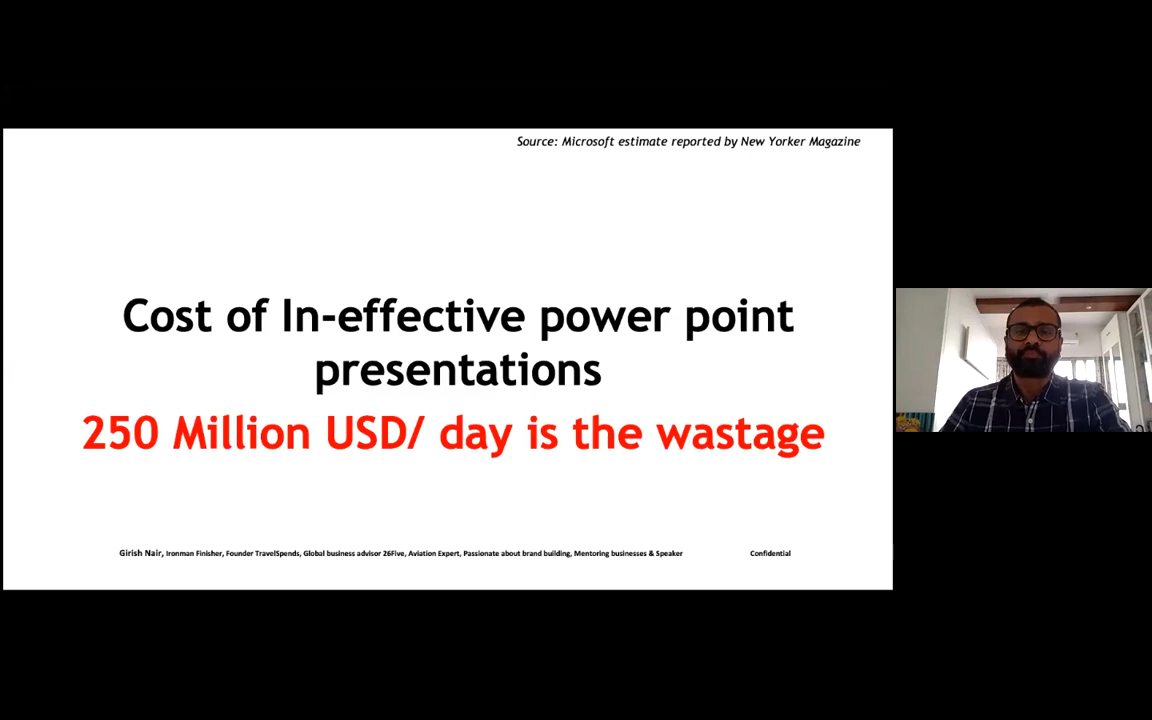 Source: Microsoft estimate reported by New Yorker Magazine
Cost of In-effective power point
presentations
250 Million USD/ day is the wastage
Girish Nair, Ironman Finisher, Founder TravelSpends, Global business advisor 26Five, Aviation Expert, Passionate about brand building, Mentoring businesses & Speaker
Confidential